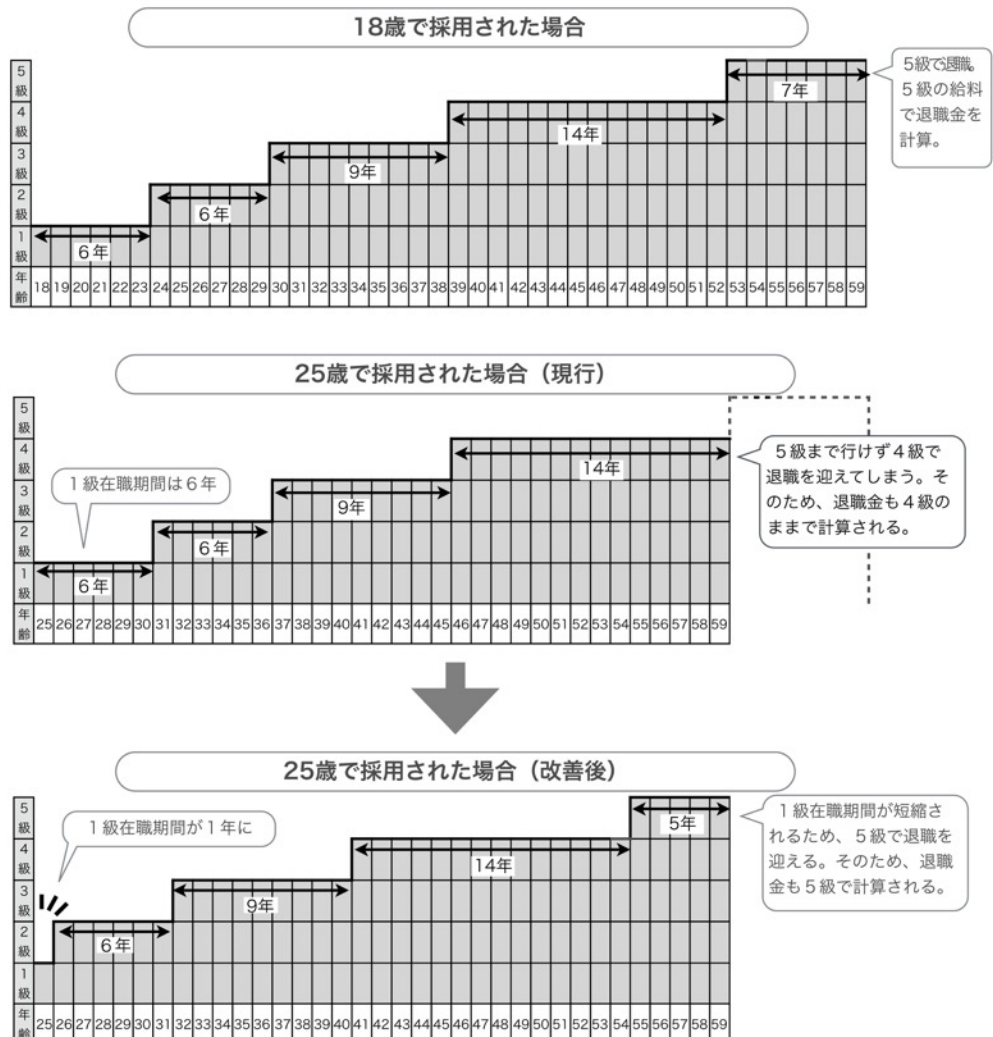 18歳で採用された場合
5級
4級
3級
2級
1級
年齢
6年
6年
9年
14年
7年
5級で退職。
5級の給料
で退職金を
計算。
18 19 20 21 22 23 24 25 26 27 28 29 30 31 32 33 34 35 36 37 38 39 40 41 42 43 44 45 46 47 48 49 50 51 52 53 54 55 56 57 58 59
25歳で採用された場合（現行）
5級
4級
3級
2級
1級
年齢
1級在職期間は6年
6年
6年
9年
14年
5級まで行けず4級で
退職を迎えてしまう。そ
のため、退職金も4級の
ままで計算される。
25 26 27 28 29 30 31 32 33 34 35 36 37 38 39 40 41 42 43 44 45 46 47 48 49 50 51 52 53 54 55 56 57 58 59
25歳で採用された場合（改善後）
5級
4級
3級
2級
1級
年齢
1級在職期間が1年に
6年
9年
14年
5年
1級在職期間が短縮さ
れるため、5級で退職を
迎える。そのため、退職
金も5級で計算される。
25 26 27 28 29 30 31 32 33 34 35 36 37 38 39 40 41 42 43 44 45 46 47 48 49 50 51 52 53 54 55 56 57 58 59